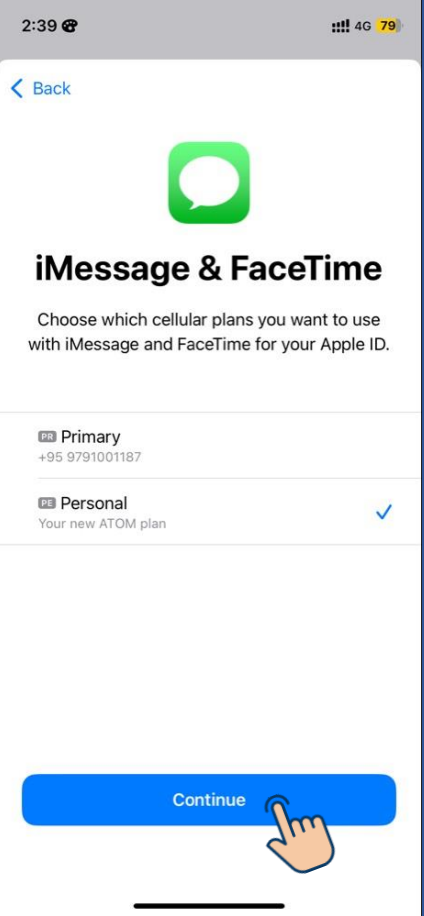 2:39
4G 79
Back
iMessage & FaceTime
Choose which cellular plans you want to use
with iMessage and FaceTime for your Apple ID.
PR Primary
+95 9791001187
PE Personal
Your new ATOM plan
Continue